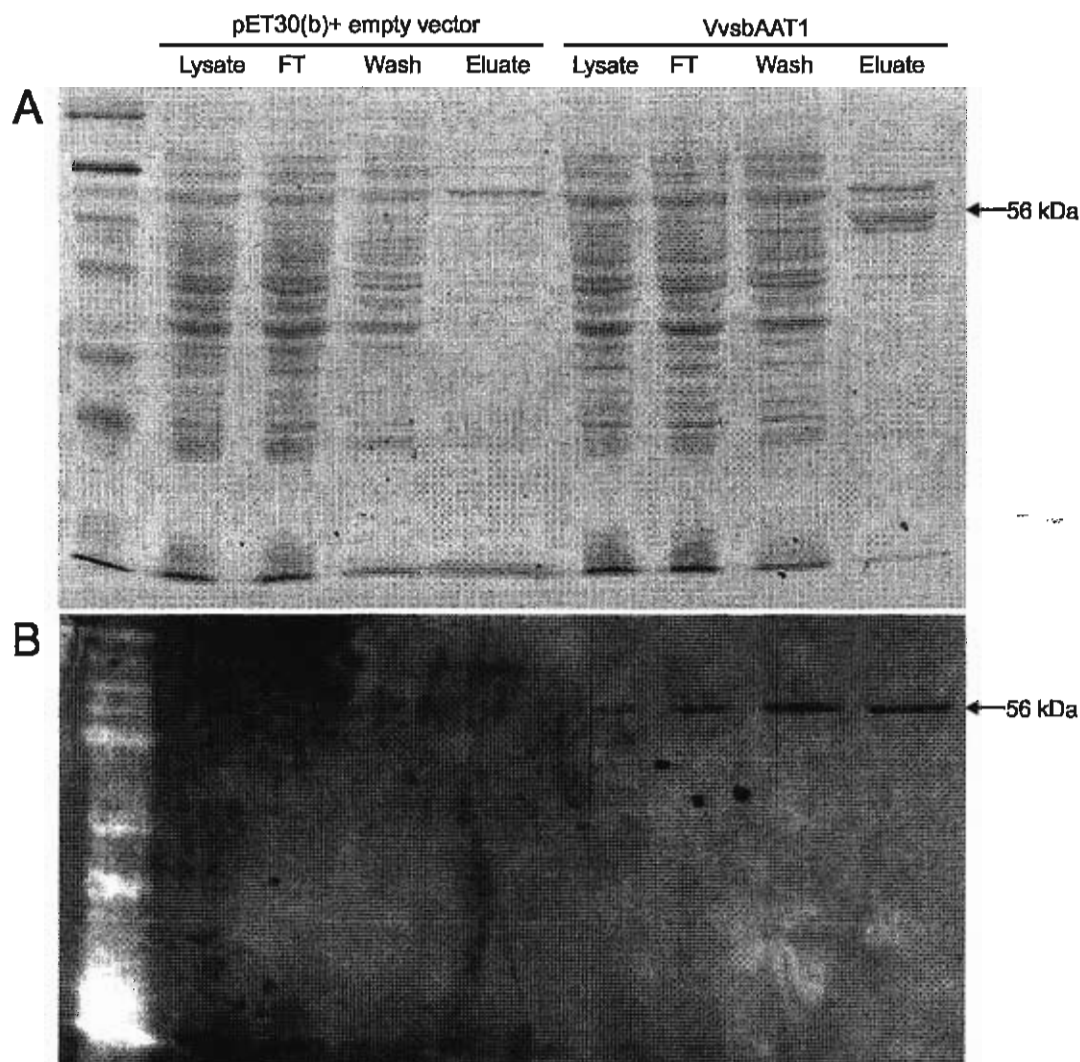 pET30(b)+ empty vector VvsbAAT1
Lysate FT Wash Eluate Lysate FT Wash Eluate
A
56 kDa
B
56 kDa